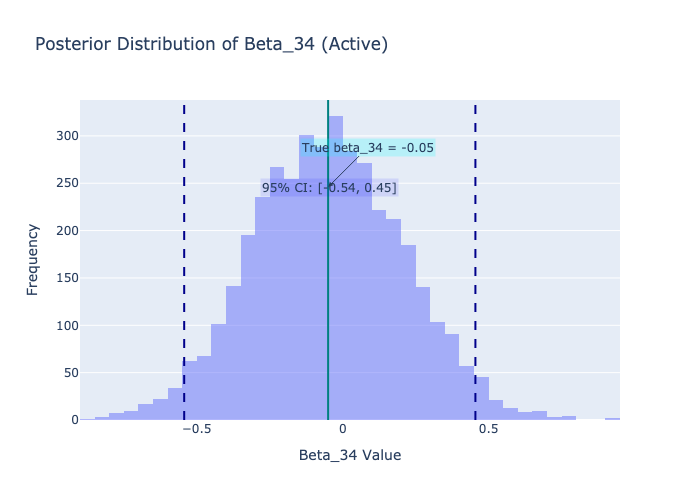 Posterior Distribution of Beta_34 (Active)
300
250
200
150
100
50
0
Frequency
True beta_34 = -0.05
95% CI: [-0.54, 0.45]
−0.5
0
0.5
Beta_34 Value